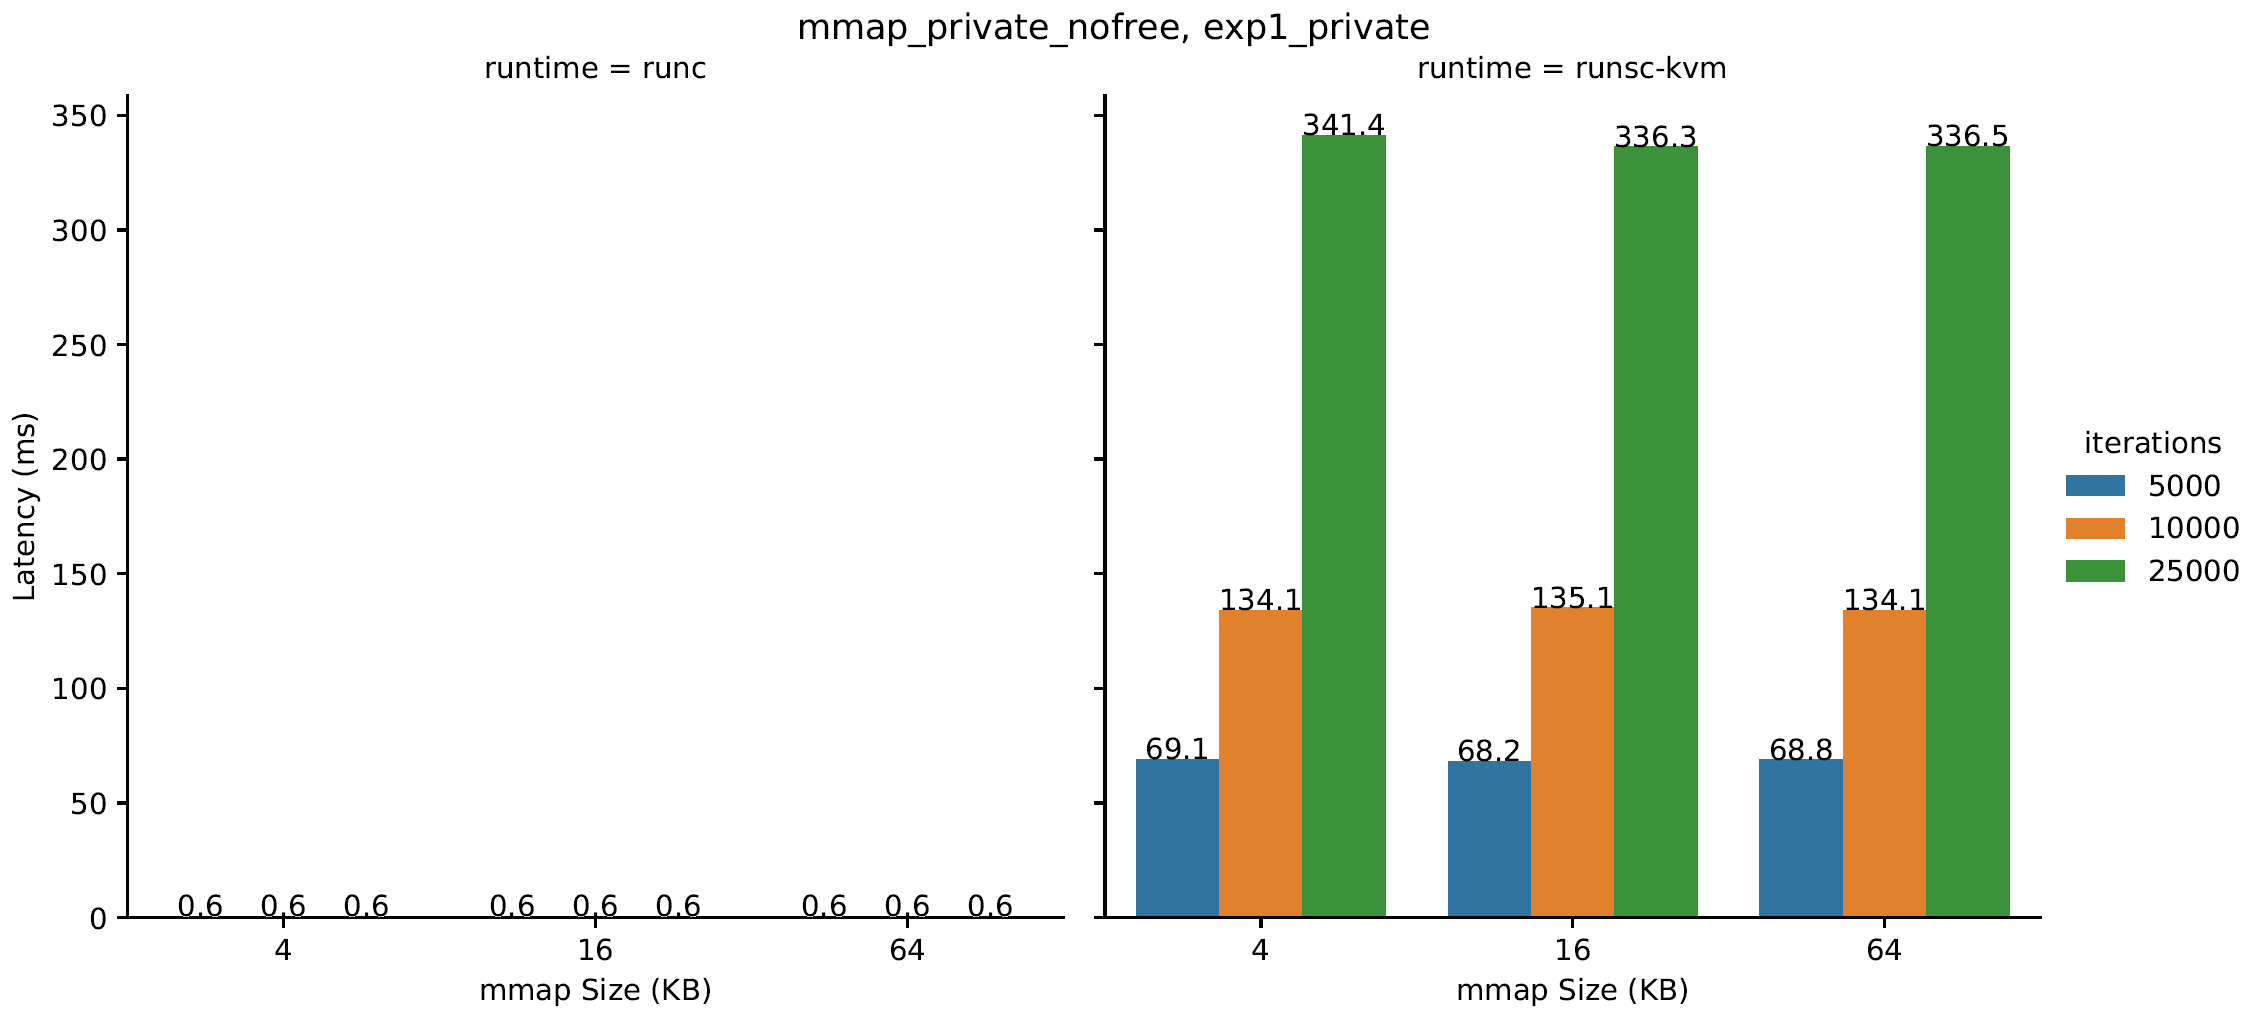 mmap_private_nofree, exp1_private
runtime = runc
runtime = runsc-kvm
Latency (ms)
350
300
250
200
150
100
50
0
0.6 0.6 0.6 0.6 0.6 0.6 0.6 0.6 0.6
4 16 64
mmap Size (KB)
341.4 336.3 336.5
134.1 135.1 134.1
69.1 68.2 68.8
4 16 64
mmap Size (KB)
iterations
5000
10000
25000